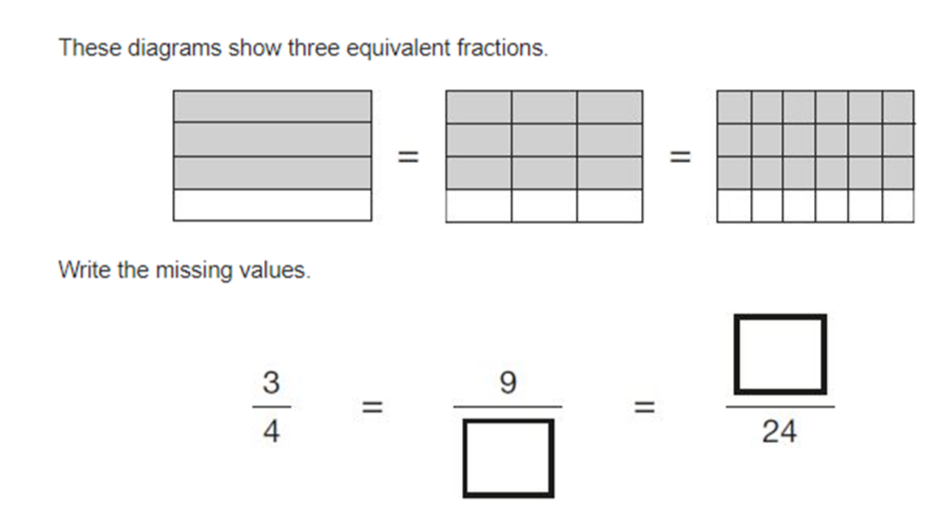 These diagrams show three equivalent fractions.
= =
Write the missing values.
3/4 = 9/ = /24